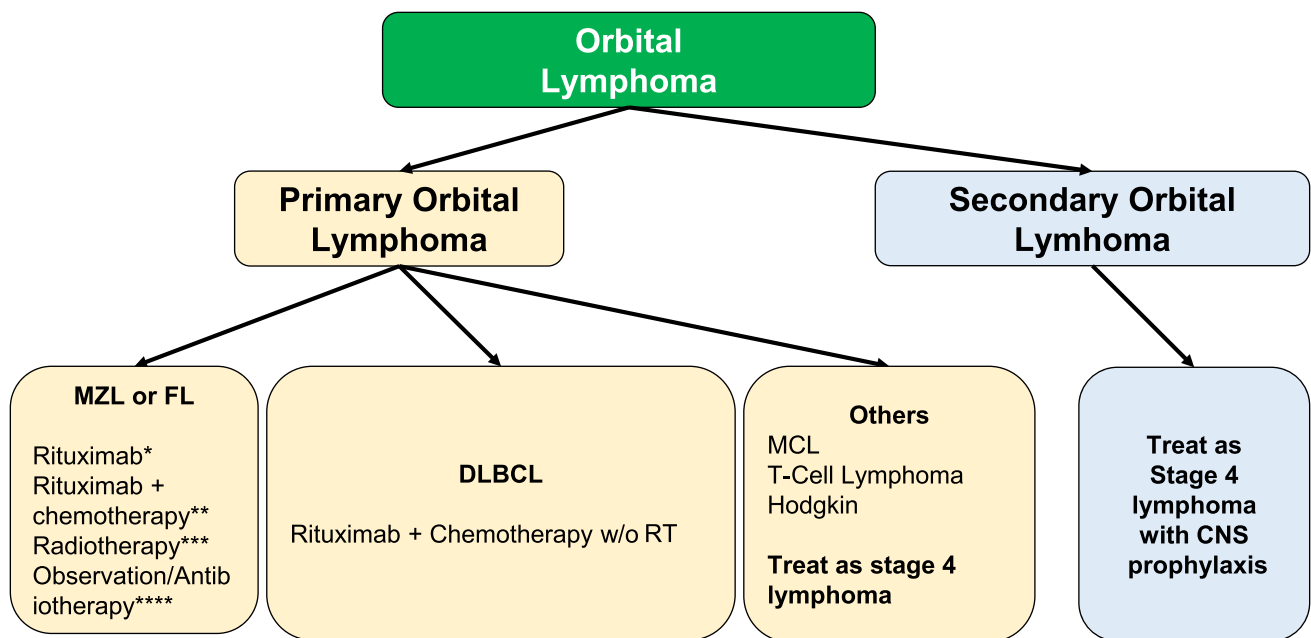 Orbital
Lymphoma
Primary Orbital
Lymphoma
Secondary Orbital
Lymhoma
MZL or FL
Rituximab*
Rituximab +
chemotherapy**
Radiotherapy***
Observation/Antib
iotherapy****
DLBCL
Rituximab + Chemotherapy w/o RT
Others
MCL
T-Cell Lymphoma
Hodgkin
Treat as stage 4
lymphoma
Treat as
Stage 4
lymphoma
with CNS
prophylaxis